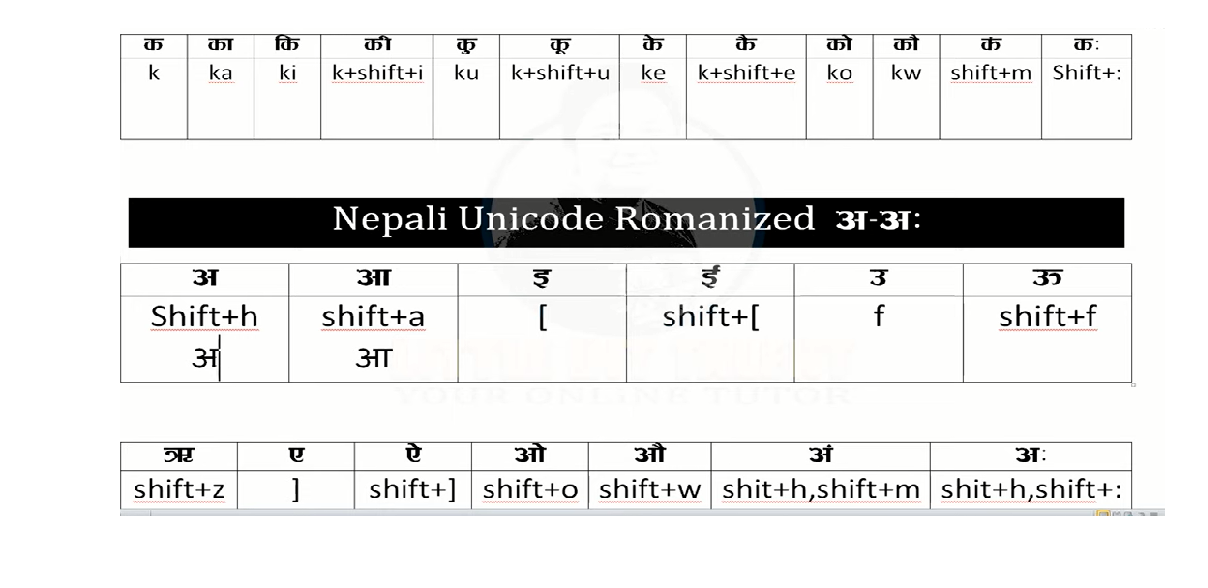 क का कि की कु कू के कै को कौ कं कः
k ka ki k+shift+i ku k+shift+u ke k+shift+e ko kw shift+m Shift+:
Nepali Unicode Romanized अ-अः
अ आ इ ई उ ऊ
Shift+h shift+a [ shift+[ f shift+f
अ आ
ऋ ए ऐ ओ औ अं अः
shift+z ] shift+] shift+o shift+w shit+h,shift+m shit+h,shift+:
YOUR ONLINE TUTOR